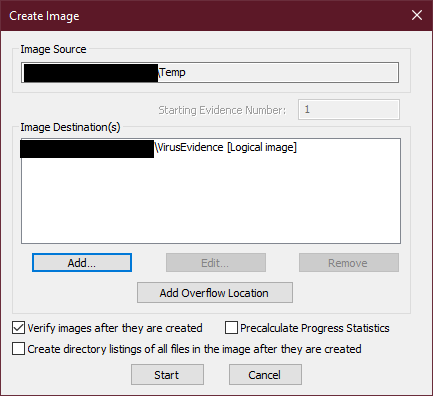 Create Image
Image Source
\Temp
Starting Evidence Number: 1
Image Destination(s)
\VirusEvidence [Logical image]
Add... Edit... Remove
Add Overflow Location
Verify images after they are created Precalculate Progress Statistics
Create directory listings of all files in the image after they are created
Start Cancel